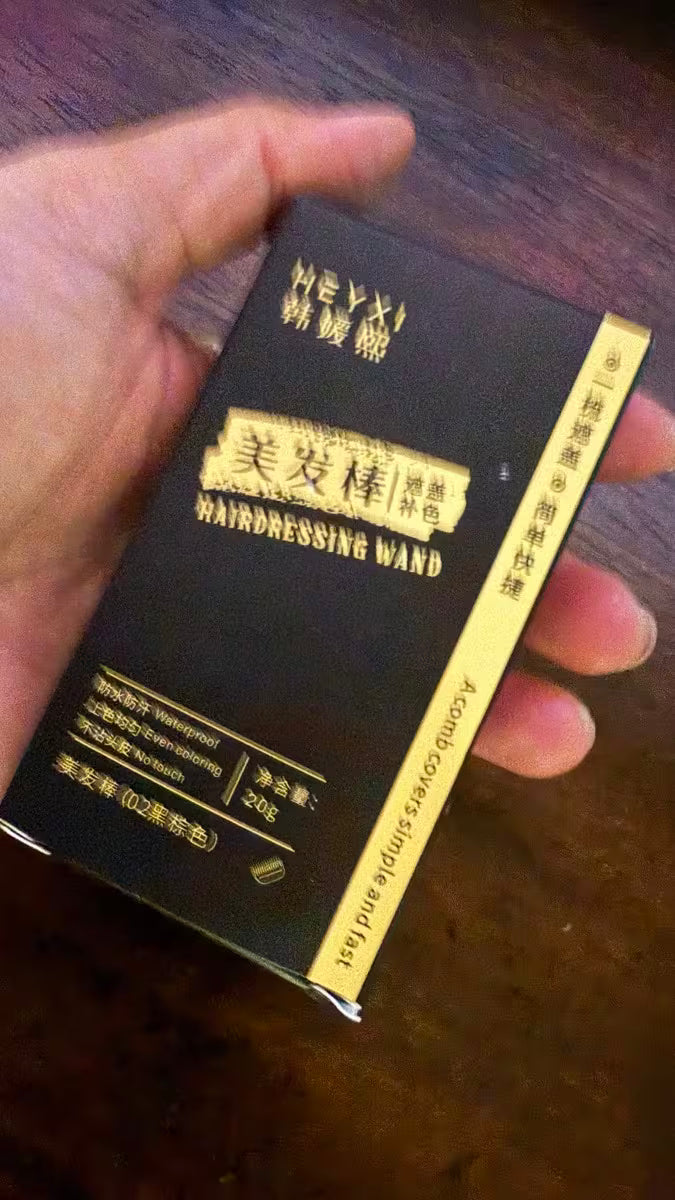 HEYXI
韩媛熙
美发棒
遮盖
补色
HAIRDRESSING WAND
防水防汗 Waterproof
上色均匀 Even coloring
不沾头皮 No touch
净含量:
20g
美发棒 (02黑棕色)
一梳遮盖 简单快捷
A comb covers simple and fast